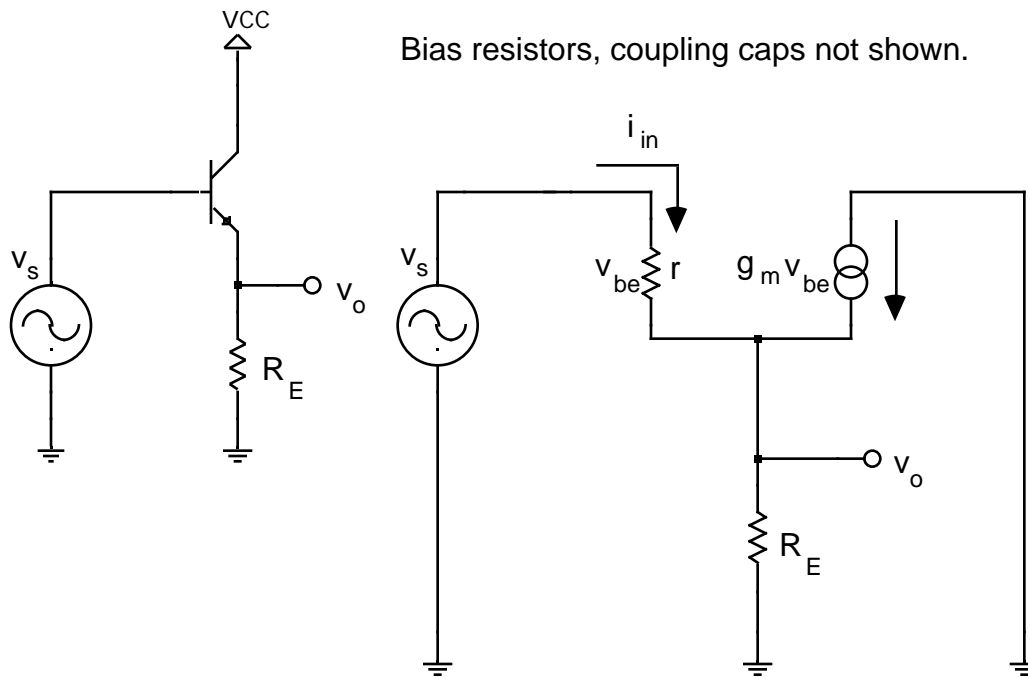 VCC
Bias resistors, coupling caps not shown.
i in
v s
v o
R E
v s
v be
r
g m v be
v o
R E